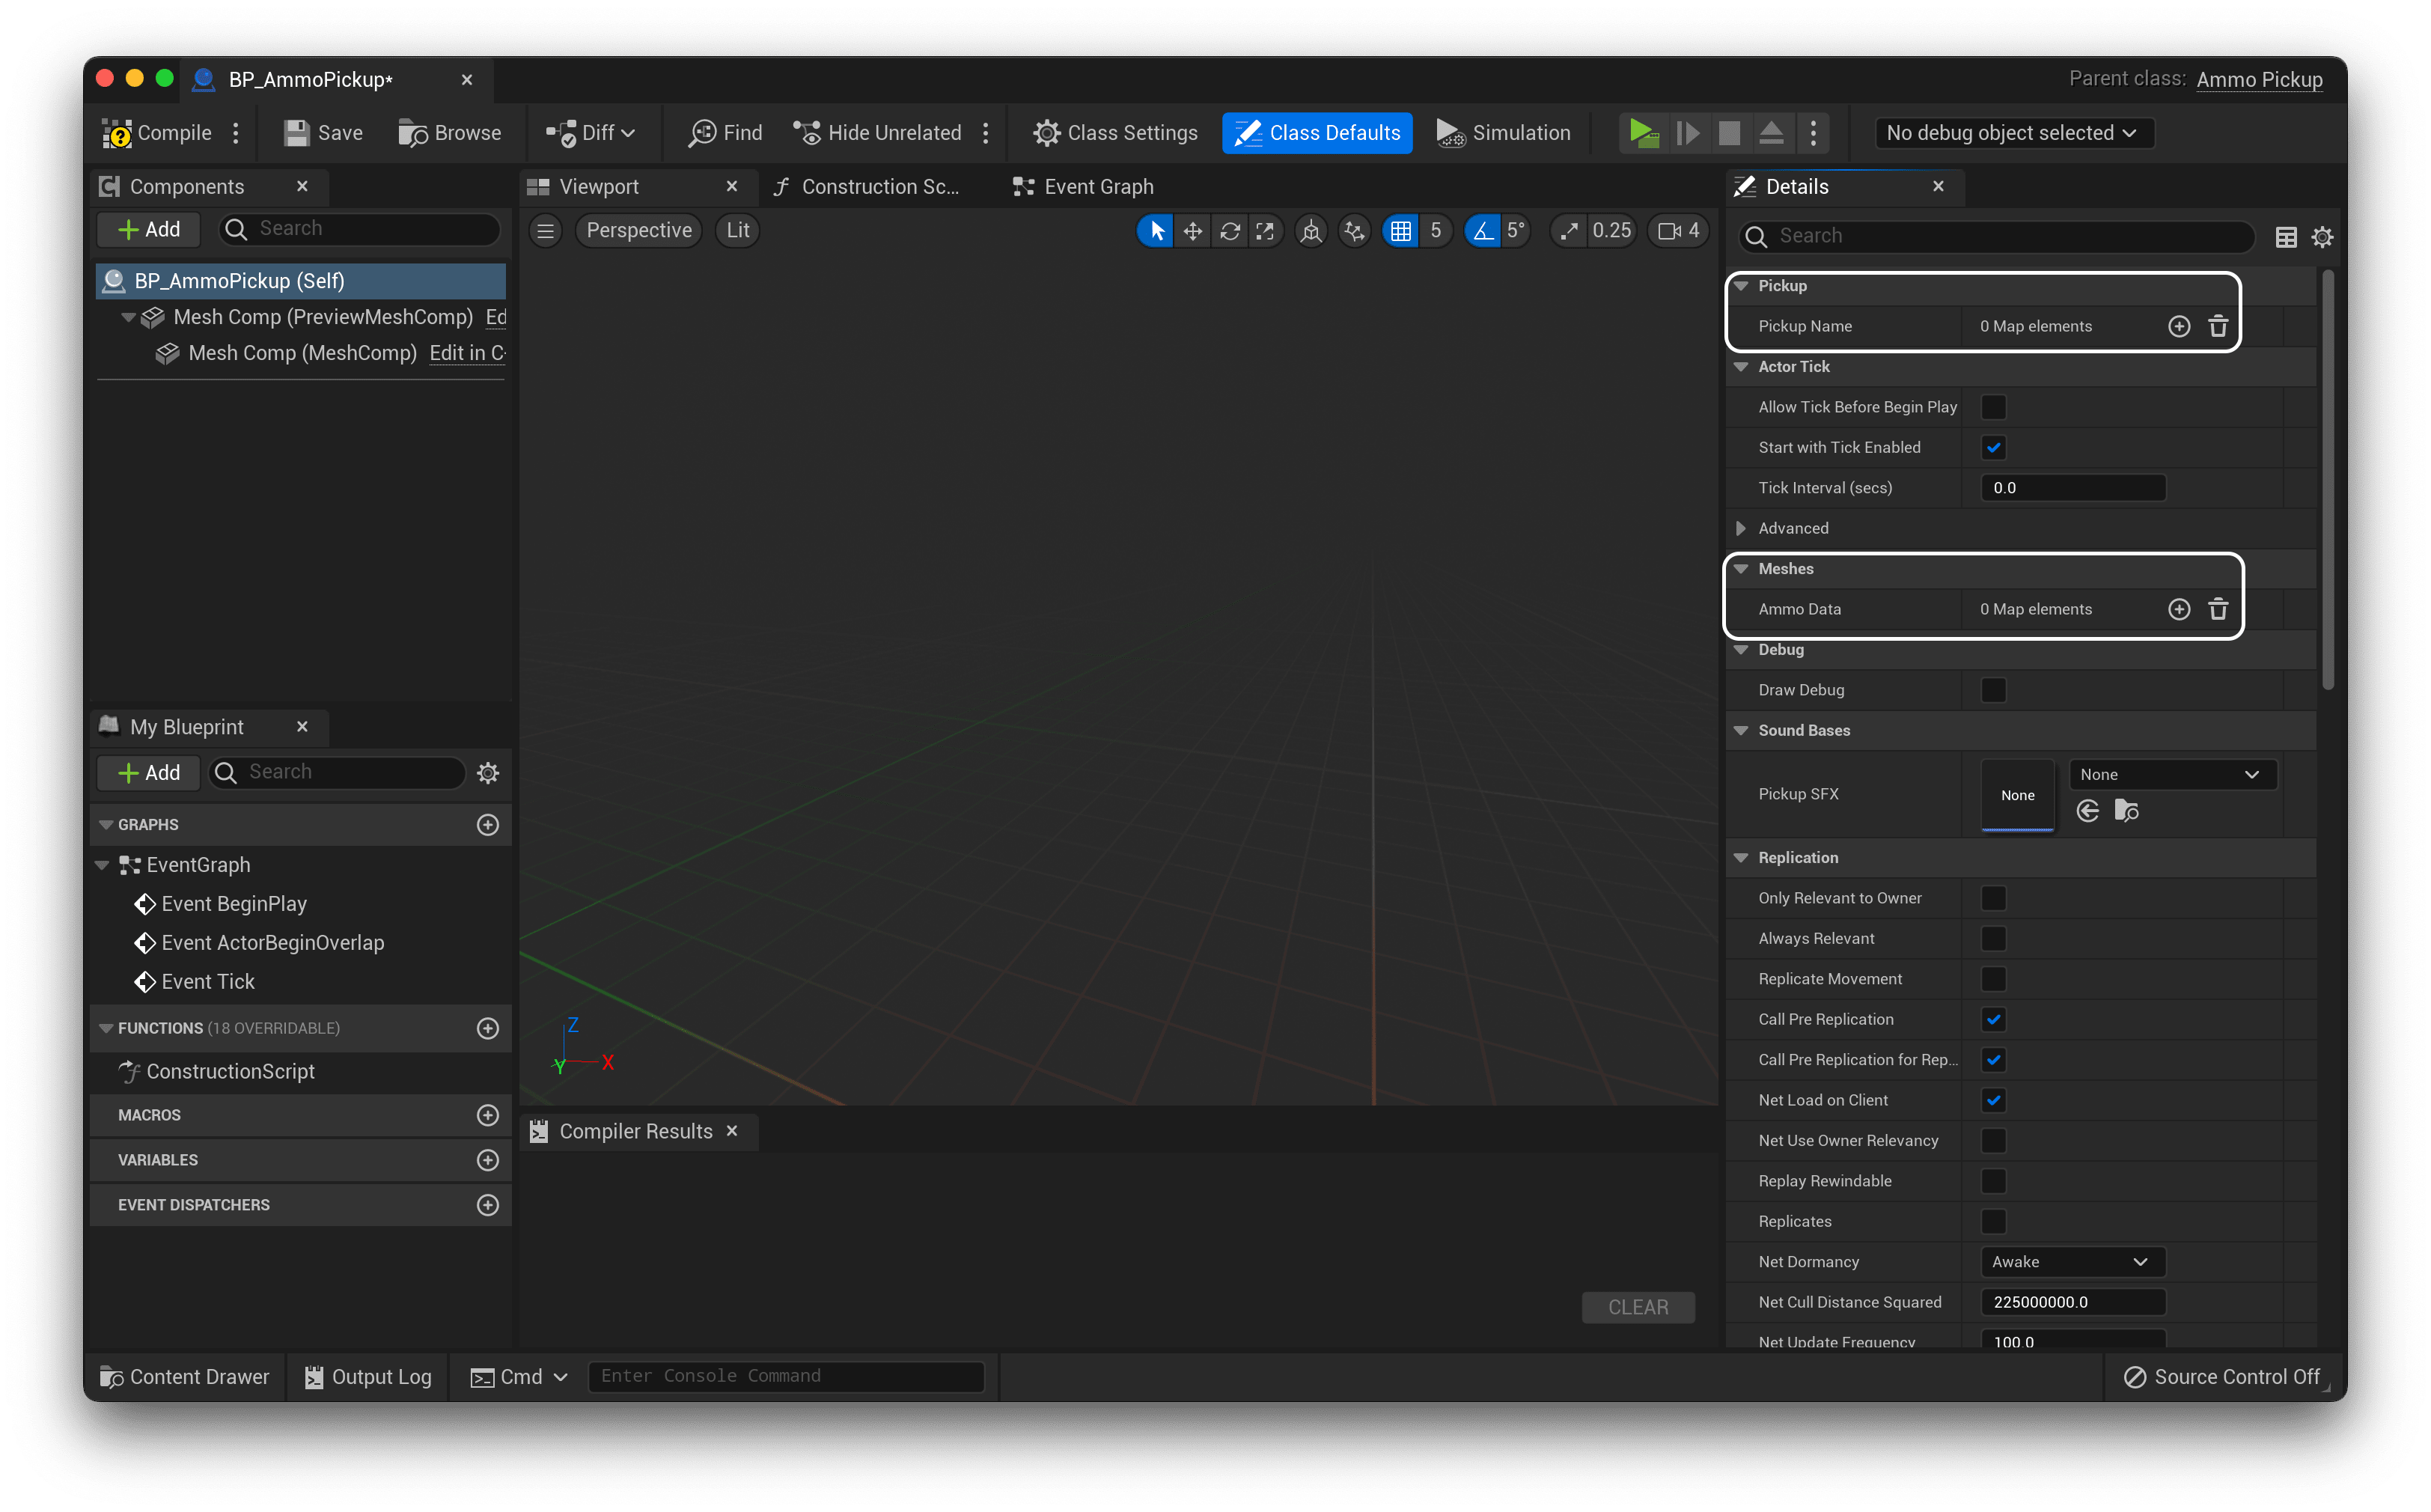 BP_AmmoPickup*
Parent class: Ammo Pickup
Compile Save Browse Diff Find Hide Unrelated Class Settings Class Defaults Simulation No debug object selected
Components
Add Search
BP_AmmoPickup (Self)
Mesh Comp (PreviewMeshComp) Ed
Mesh Comp (MeshComp) Edit in C
My Blueprint
Add Search
GRAPHS
EventGraph
Event BeginPlay
Event ActorBeginOverlap
Event Tick
FUNCTIONS (18 OVERRIDABLE)
ConstructionScript
MACROS
VARIABLES
EVENT DISPATCHERS
Viewport Construction Sc... Event Graph
Perspective Lit 5 5° 0.25 4
Z
Y X
Compiler Results
CLEAR
Details
Search
Pickup
Pickup Name 0 Map elements
Actor Tick
Allow Tick Before Begin Play
Start with Tick Enabled
Tick Interval (secs) 0.0
Advanced
Meshes
Ammo Data 0 Map elements
Debug
Draw Debug
Sound Bases
Pickup SFX None None
Replication
Only Relevant to Owner
Always Relevant
Replicate Movement
Call Pre Replication
Call Pre Replication for Rep...
Net Load on Client
Net Use Owner Relevancy
Replay Rewindable
Replicates
Net Dormancy Awake
Net Cull Distance Squared 225000000.0
Net Update Frequency 100.0
Content Drawer Output Log Cmd Enter Console Command Source Control Off